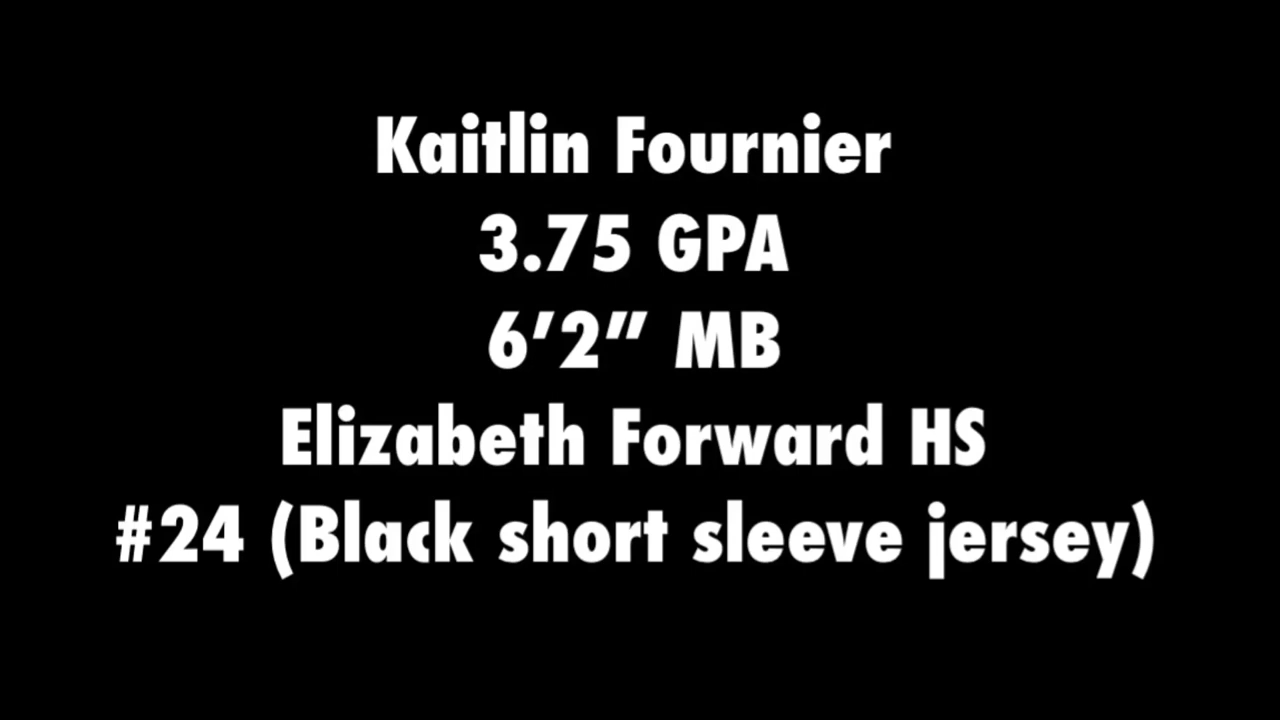 Kaitlin Fournier
3.75 GPA
6’2” MB
Elizabeth Forward HS
#24 (Black short sleeve jersey)